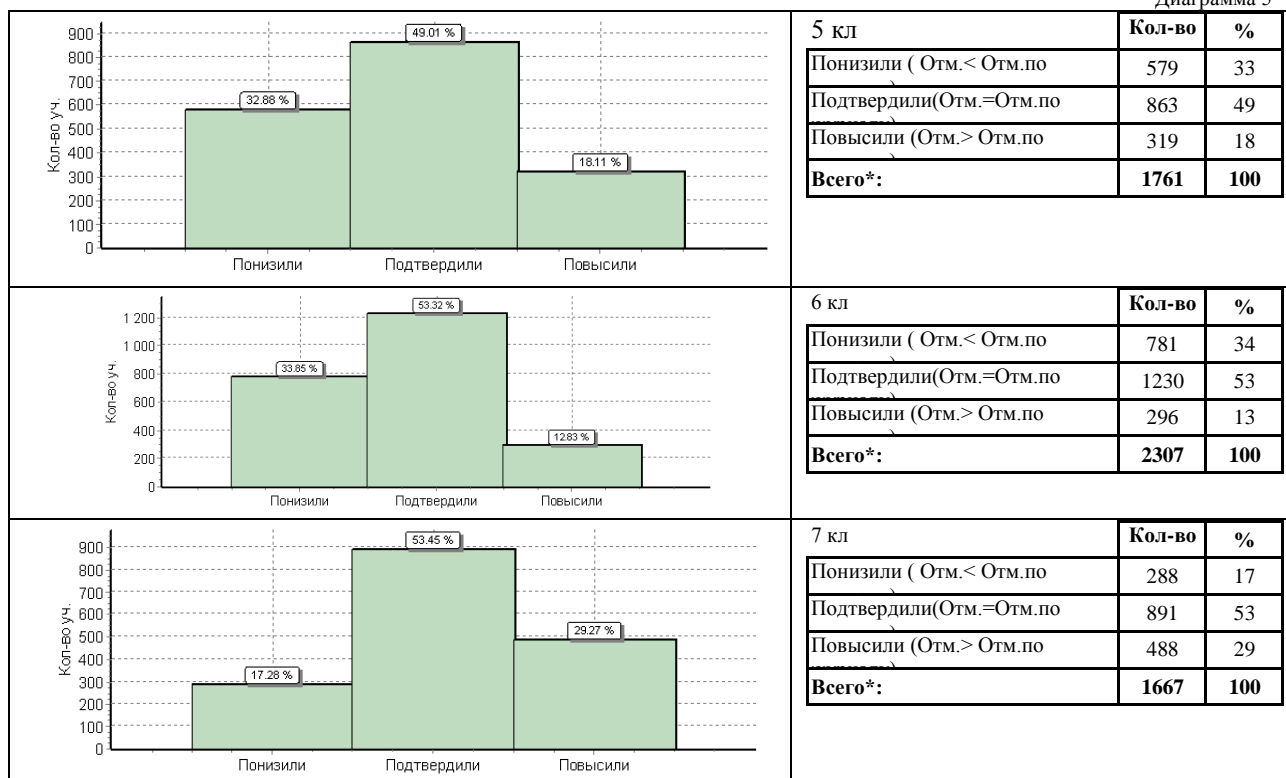 Диаграмма 5
900
800
700
600
500
400
300
200
100
0
Кол-во уч.
32.88 %
49.01 %
18.11 %
Понизили Подтвердили Повысили
5 кл Кол-во %
Понизили ( Отм.< Отм.по 579 33
Подтвердили(Отм.=Отм.по 863 49
Повысили (Отм.> Отм.по 319 18
Всего*: 1761 100
1 200
1 000
800
600
400
200
0
Кол-во уч.
33.85 %
53.32 %
12.83 %
Понизили Подтвердили Повысили
6 кл Кол-во %
Понизили ( Отм.< Отм.по 781 34
Подтвердили(Отм.=Отм.по 1230 53
Повысили (Отм.> Отм.по 296 13
Всего*: 2307 100
900
800
700
600
500
400
300
200
100
0
Кол-во уч.
17.28 %
53.45 %
29.27 %
Понизили Подтвердили Повысили
7 кл Кол-во %
Понизили ( Отм.< Отм.по 288 17
Подтвердили(Отм.=Отм.по 891 53
Повысили (Отм.> Отм.по 488 29
Всего*: 1667 100